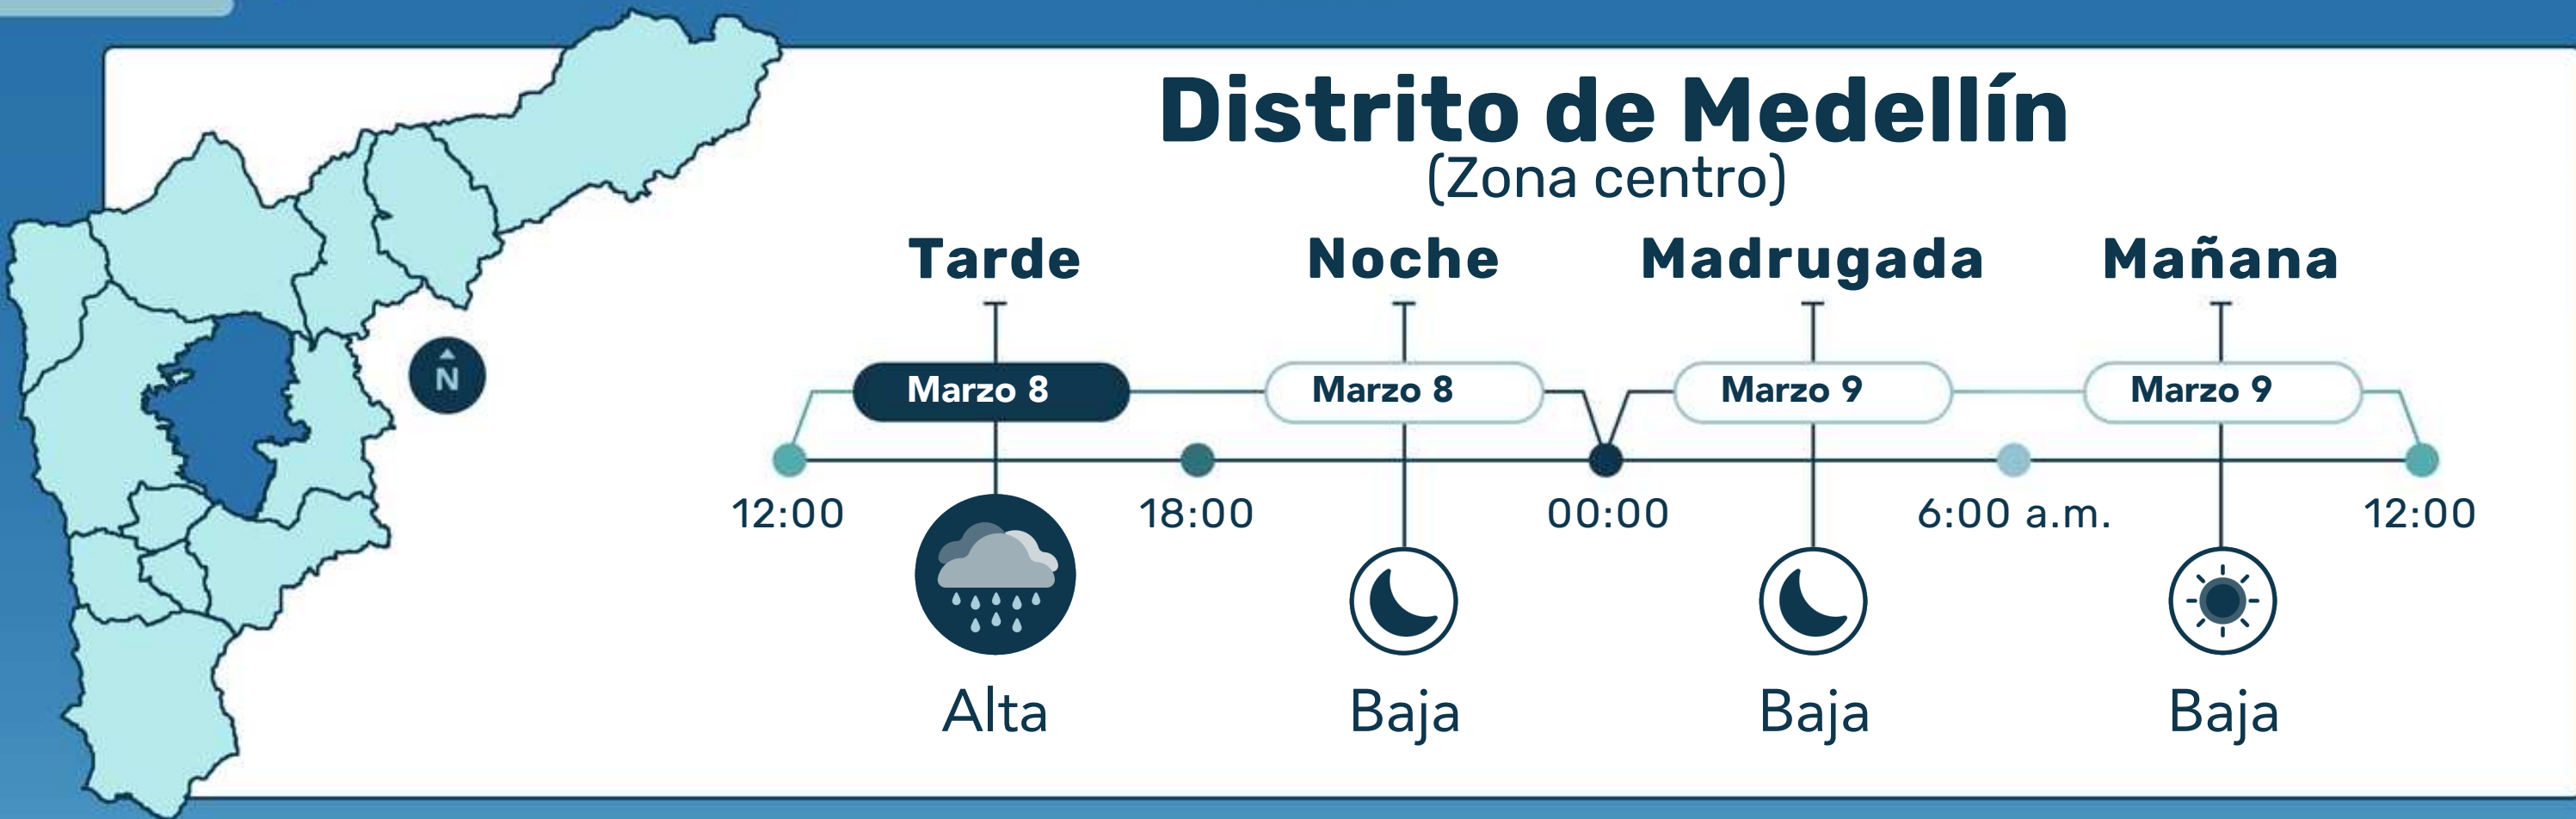 Distrito de Medellín
(Zona centro)
Tarde Noche Madrugada Mañana
Marzo 8 Marzo 8 Marzo 9 Marzo 9
N
12:00 18:00 00:00 6:00 a.m. 12:00
Alta Baja Baja Baja